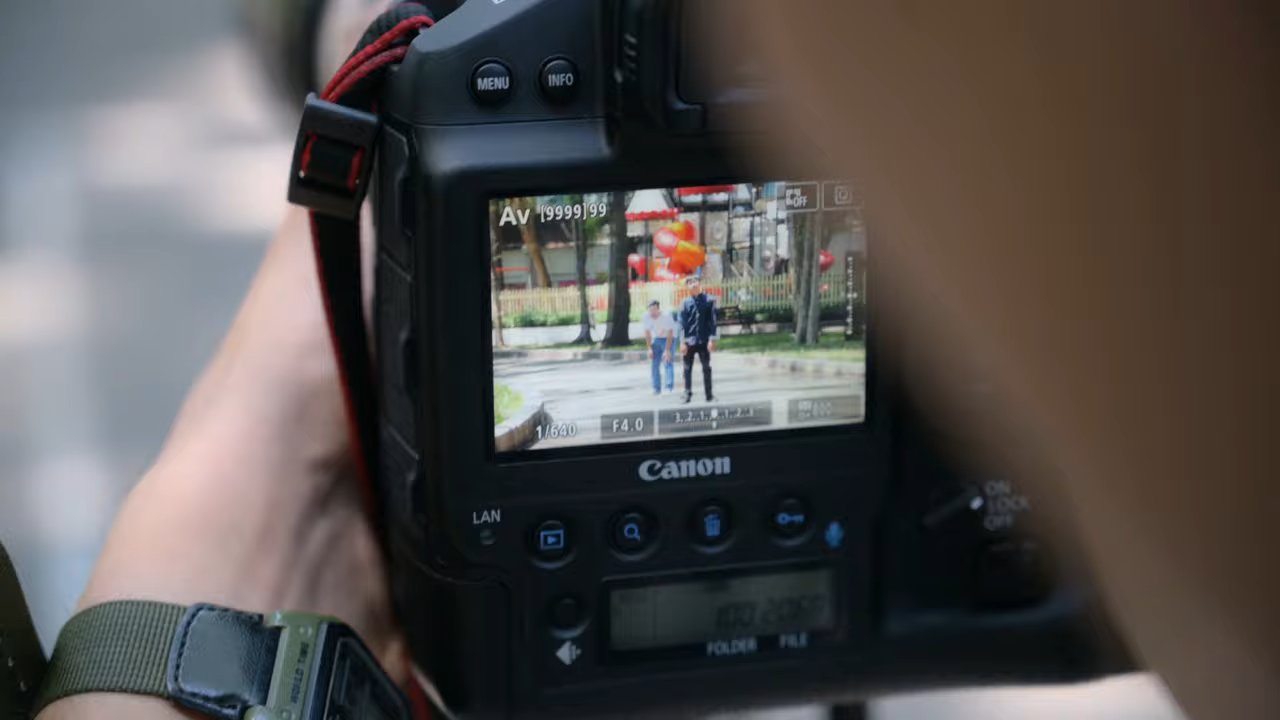 MENU INFO
Av [9999]99
OFF
1/640 F4.0 3..2..1..0..1..2..3
Canon
LAN
ON
LOCK
OFF
FOLDER FILE